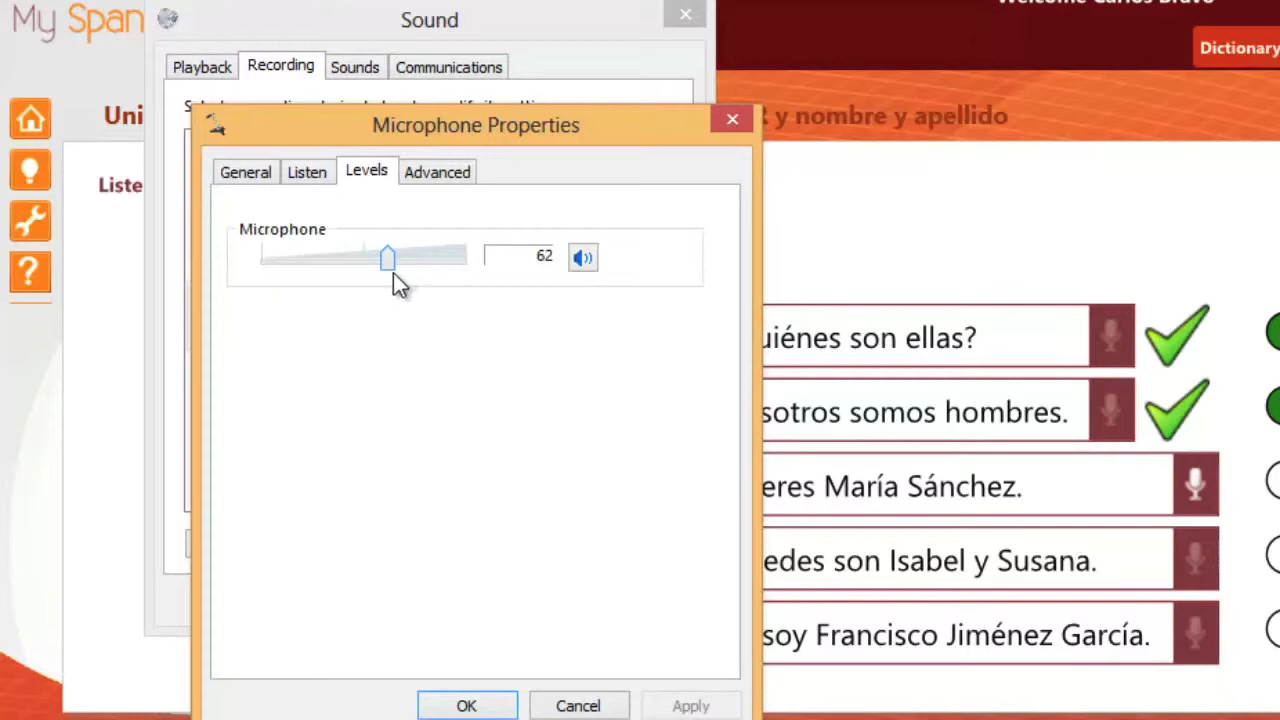 My Span
Sound
Welcome Carlos Bravo
Dictionary
Playback
Recording
Sounds
Communications
Uni
Microphone Properties
y nombre y apellido
General
Listen
Levels
Advanced
Liste
Microphone
62
uiénes son ellas?
sotros somos hombres.
eres María Sánchez.
edes son Isabel y Susana.
soy Francisco Jiménez García.
OK
Cancel
Apply